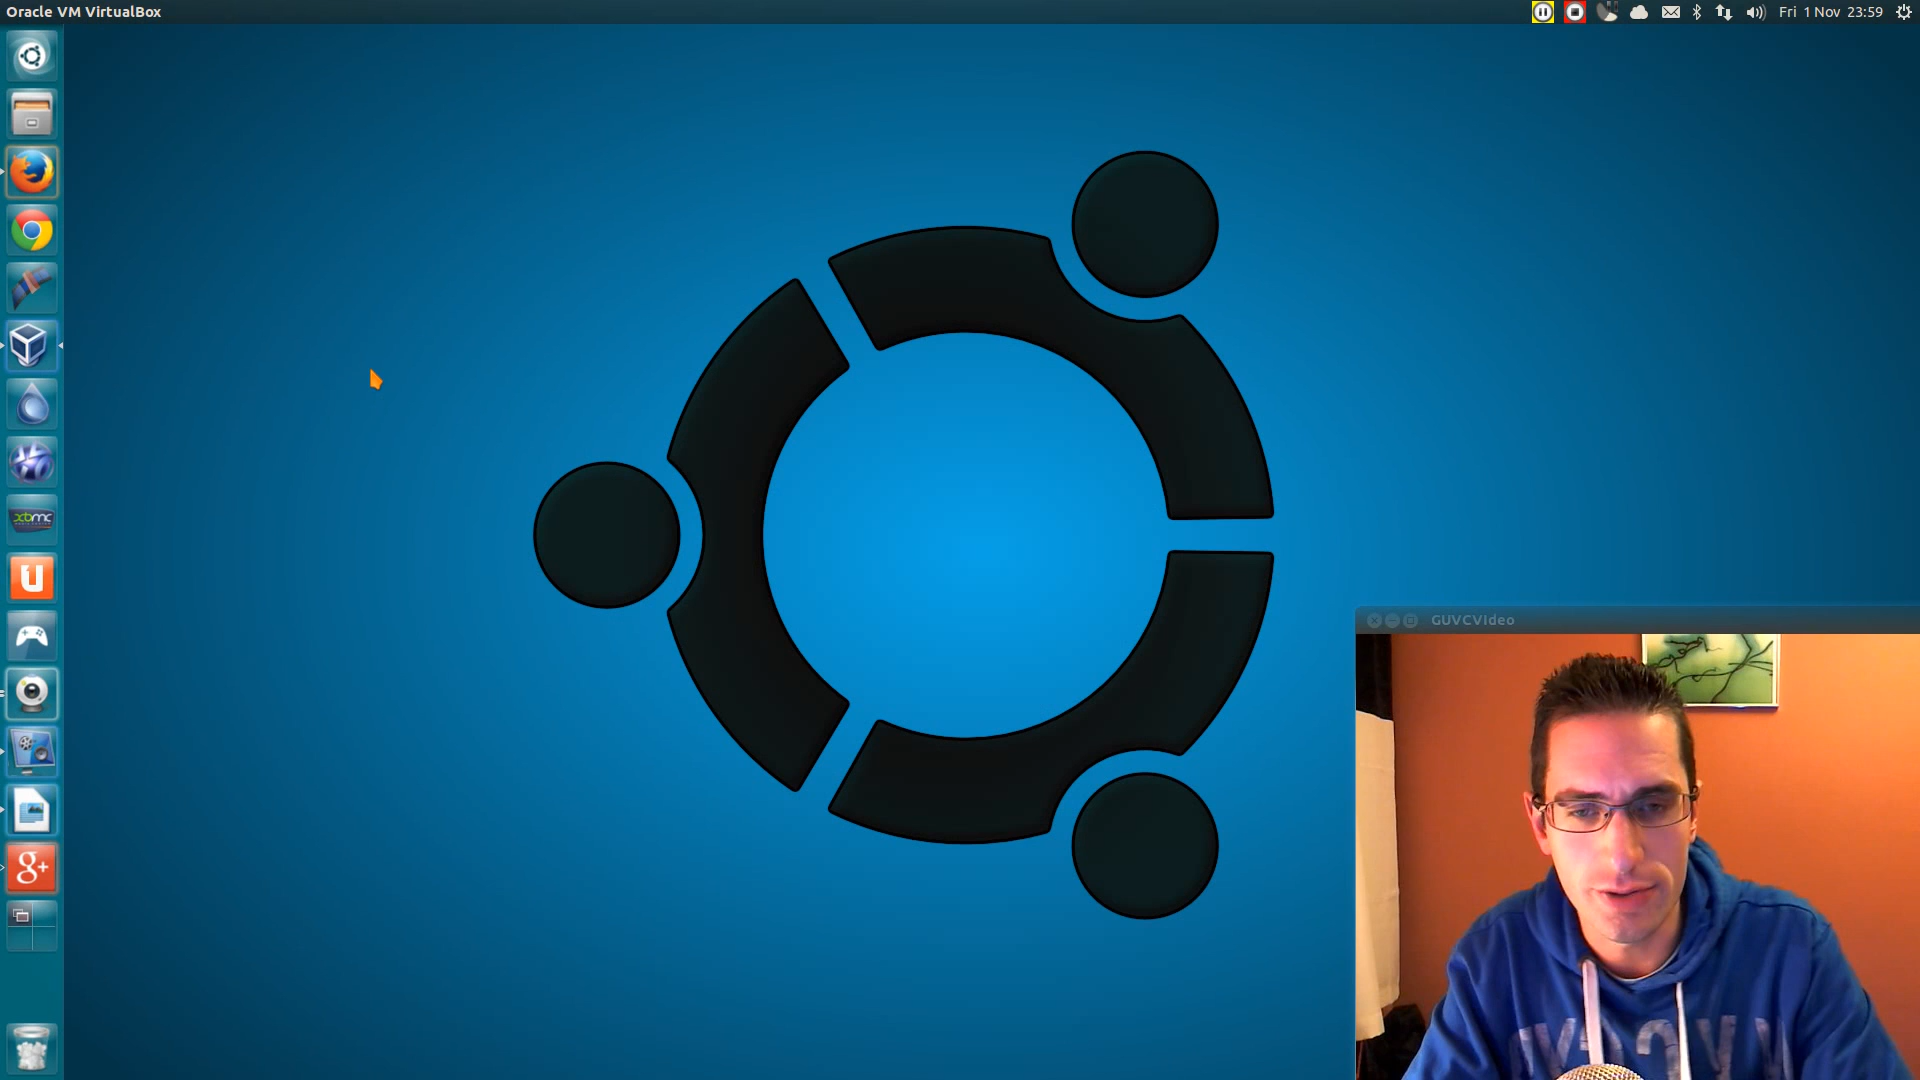 Oracle VM VirtualBox
Fri 1 Nov 23:59
xbmc
U
g+
GUVCVideo